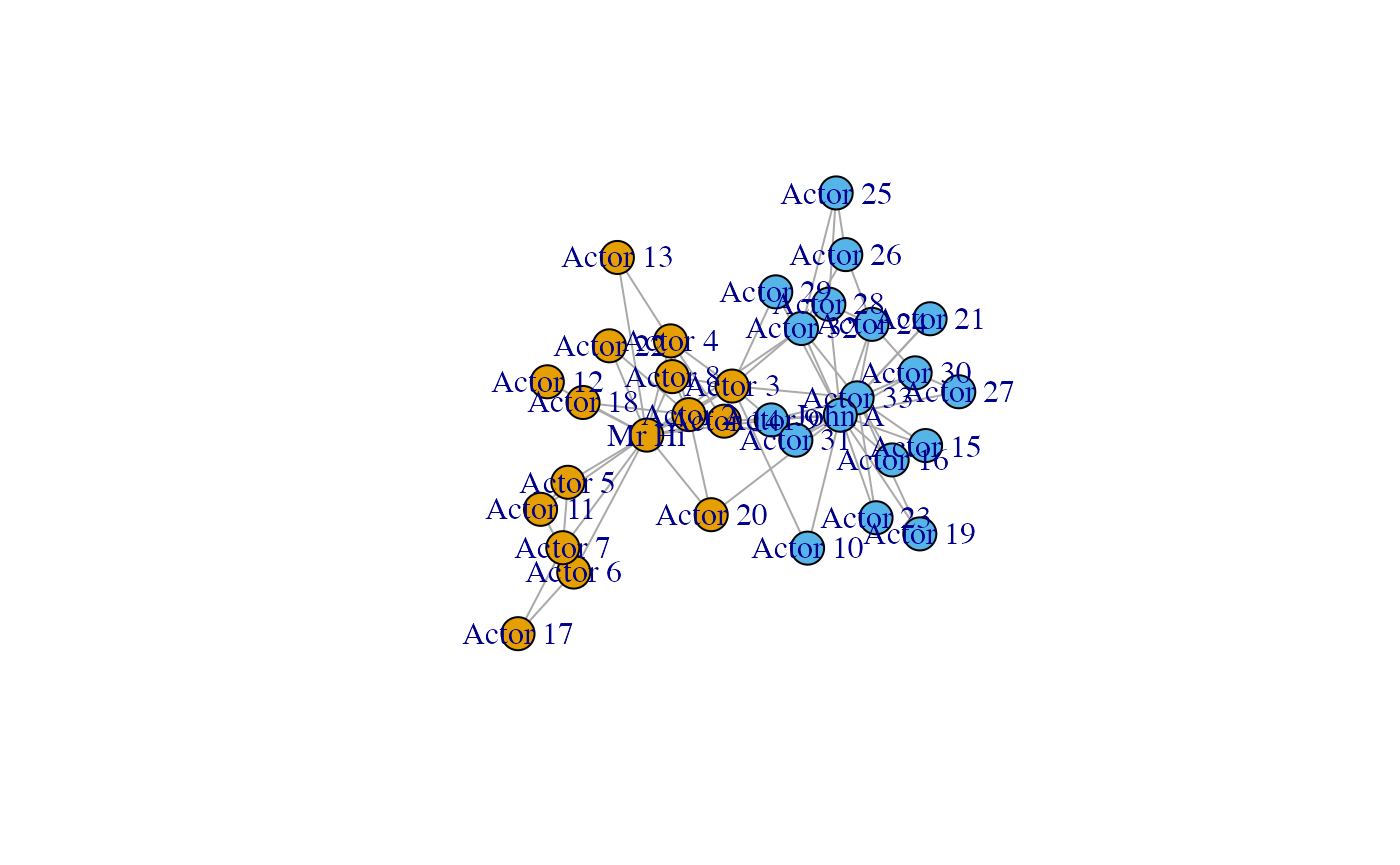 Actor 25
Actor 26
Actor 13
Actor 29
Actor 28
Actor 21
Actor 24
Actor 32
Actor 4
Actor 22
Actor 30
Actor 8
Actor 12
Actor 3
Actor 27
Actor 33
Actor 18
Actor 2
John A
Actor 9
Actor 14
Mr Hi
Actor 31
Actor 15
Actor 16
Actor 5
Actor 11
Actor 20
Actor 23
Actor 19
Actor 7
Actor 10
Actor 6
Actor 17